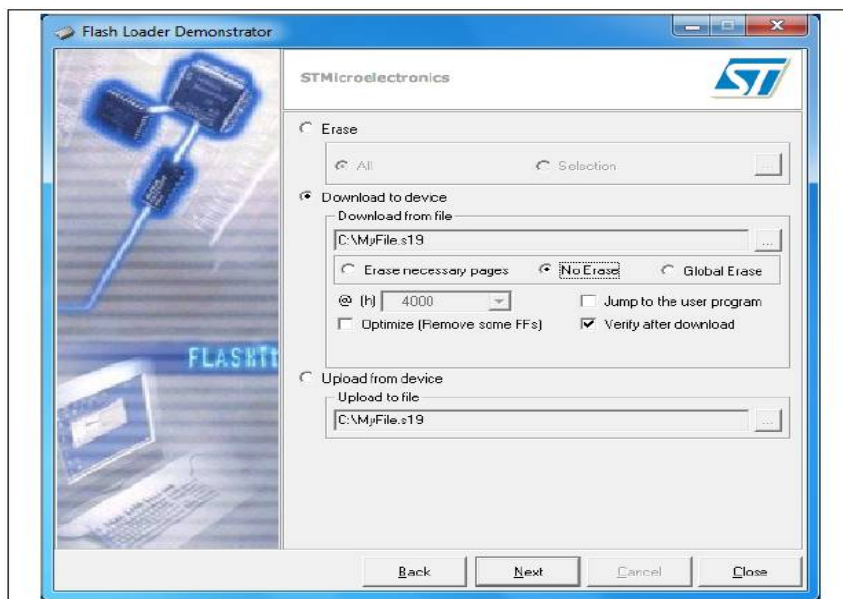 Flash Loader Demonstrator
STMicroelectronics
ST
Erase
All
Selection
...
Download to device
Download from file
C:\MyFile.s19
...
Erase necessary pages
No Erase
Global Erase
@ (h)
4000
Jump to the user program
Optimize (Remove some FFs)
Verify after download
Upload from device
Upload to file
C:\MyFile.s19
...
Back
Next
Cancel
Close